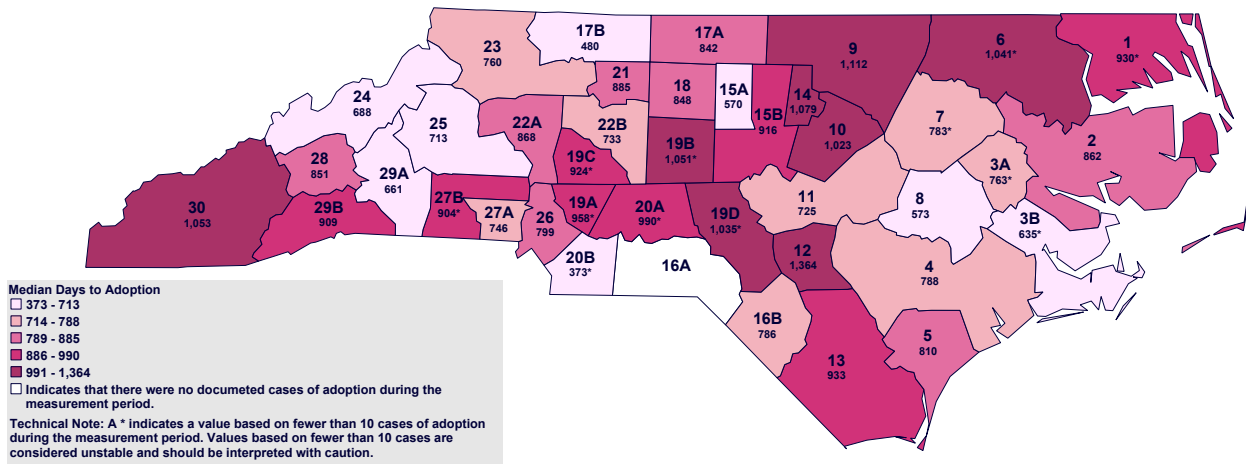 17B
480
17A
842
23
760
9
1,112
6
1,041*
1
930*
21
885
18
848
15A
570
14
1,079
24
688
15B
916
25
713
22A
868
22B
733
19B
1,051*
10
1,023
7
783*
2
862
28
851
19C
924*
3A
763*
29A
661
30
1,053
29B
909
27B
904*
27A
746
26
799
19A
958*
20A
990*
19D
1,035*
11
725
8
573
3B
635*
20B
373*
16A
12
1,364
4
788
16B
786
5
810
13
933
Median Days to Adoption
373 - 713
714 - 788
789 - 885
886 - 990
991 - 1,364
Indicates that there were no documeted cases of adoption during the
measurement period.
Technical Note: A * indicates a value based on fewer than 10 cases of adoption
during the measurement period. Values based on fewer than 10 cases are
considered unstable and should be interpreted with caution.